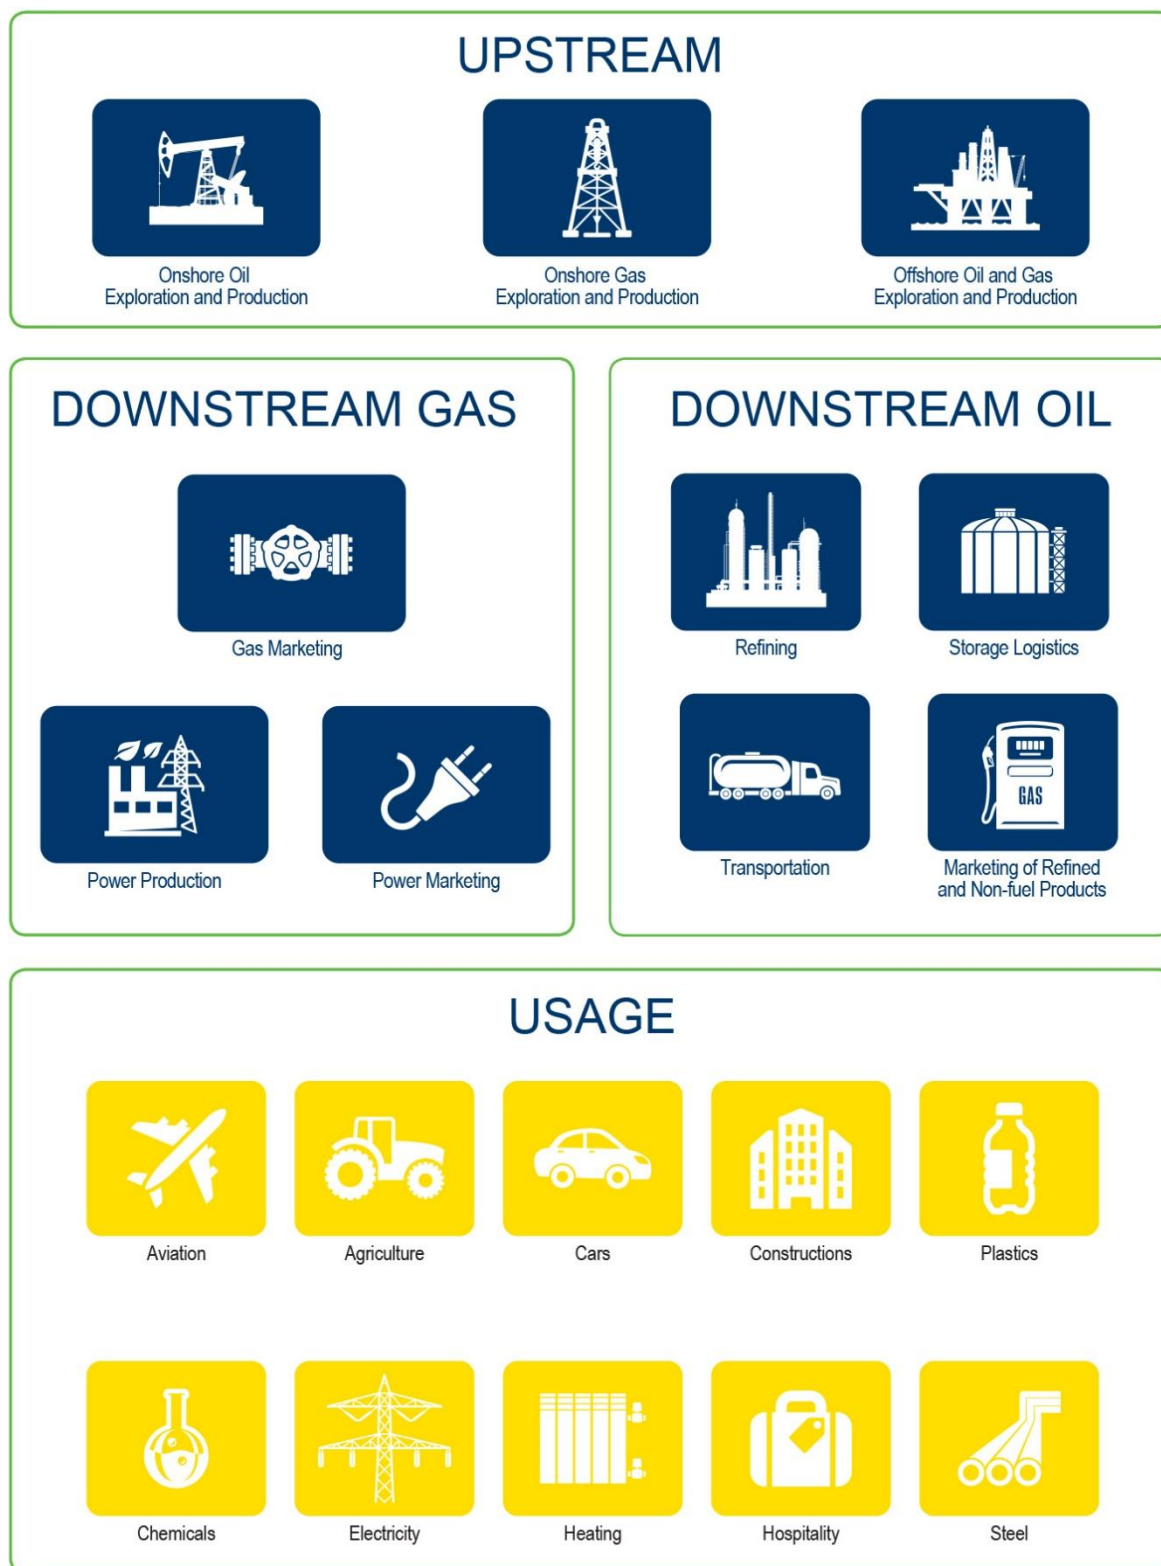 UPSTREAM
Onshore Oil
Exploration and Production
Onshore Gas
Exploration and Production
Offshore Oil and Gas
Exploration and Production
DOWNSTREAM GAS
Gas Marketing
Power Production
Power Marketing
DOWNSTREAM OIL
Refining
Storage Logistics
Transportation
GAS
Marketing of Refined
and Non-fuel Products
USAGE
Aviation
Agriculture
Cars
Constructions
Plastics
Chemicals
Electricity
Heating
Hospitality
Steel